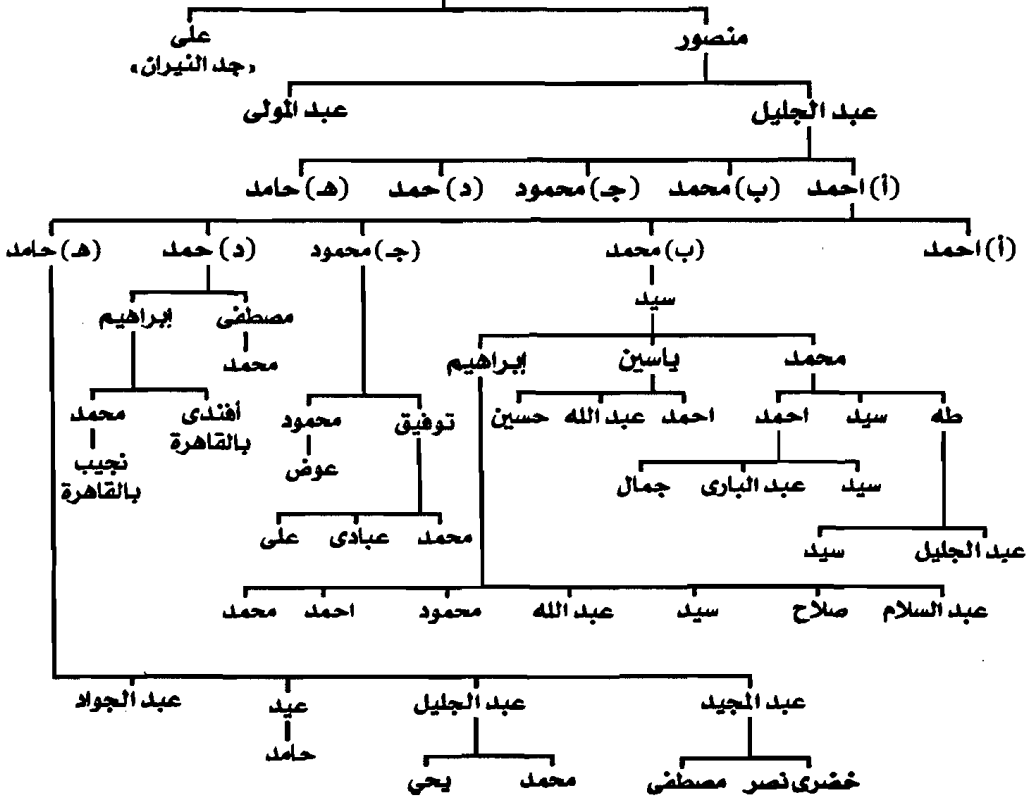 منصور على
«جد النيران»
عبد الجليل عبد المولى
(أ) احمد (ب) محمد (جـ) محمود (د) حمد (هـ) حامد
(أ) احمد (ب) محمد (جـ) محمود (د) حمد (هـ) حامد
سيد
مصطفى إبراهيم
محمد ياسين إبراهيم
محمد
طه سيد احمد احمد عبد الله حسين
توفيق محمود
أفندى بالقاهرة محمد
عوض
نجيب بالقاهرة
سيد عبد البارى جمال
محمد عبادى على
عبد الجليل سيد
عبد السلام صلاح سيد عبد الله محمود احمد محمد
عبد المجيد عبد الجليل عيد عبد الجواد
حامد
خضرى نصر مصطفى محمد يحي